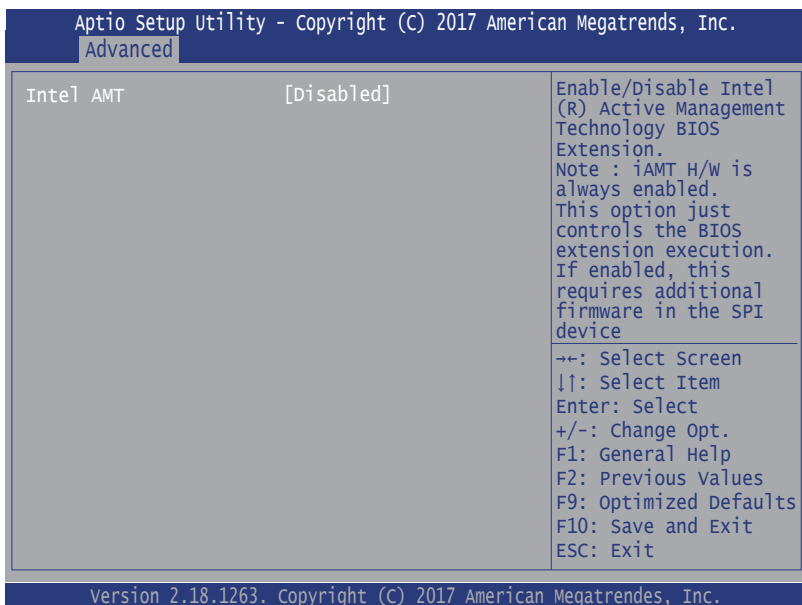 Aptio Setup Utility - Copyright (C) 2017 American Megatrends, Inc.
Advanced
Intel AMT [Disabled]
Enable/Disable Intel
(R) Active Management
Technology BIOS
Extension.
Note : iAMT H/W is
always enabled.
This option just
controls the BIOS
extension execution.
If enabled, this
requires additional
firmware in the SPI
device
→←: Select Screen
↓↑: Select Item
Enter: Select
+/-: Change Opt.
F1: General Help
F2: Previous Values
F9: Optimized Defaults
F10: Save and Exit
ESC: Exit
Version 2.18.1263. Copyright (C) 2017 American Megatrendes, Inc.